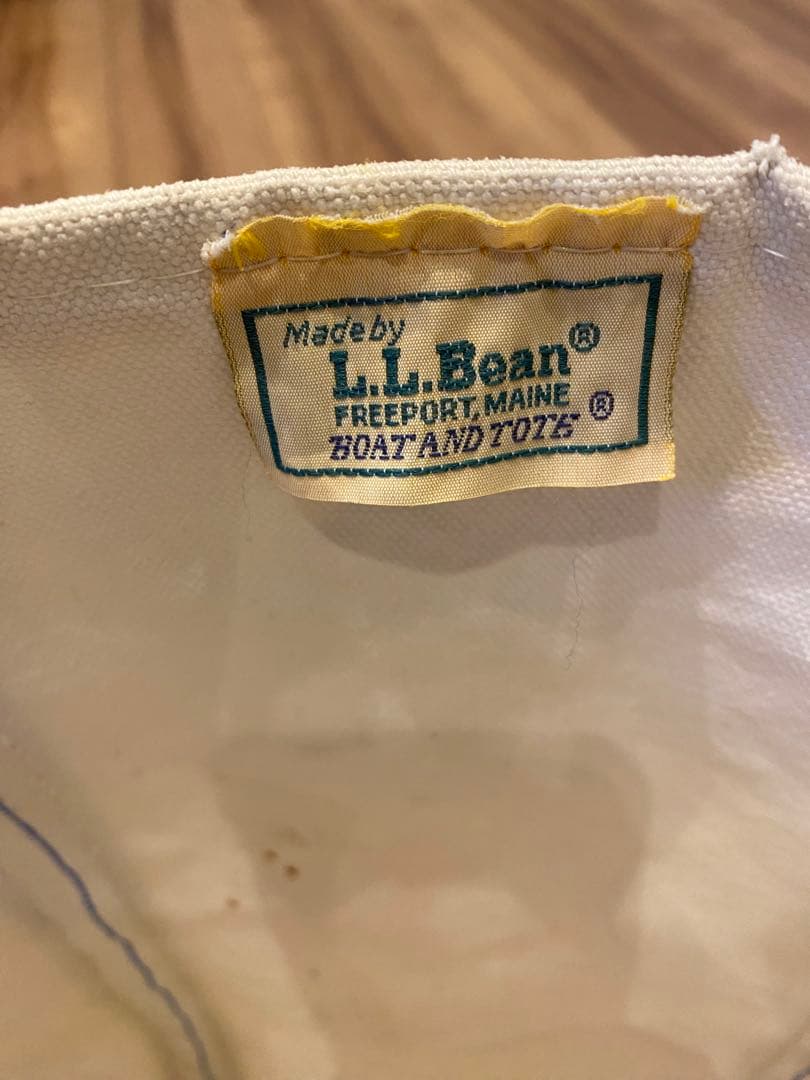 Made by
L.L.Bean®
FREEPORT, MAINE
BOAT AND TOTE ®